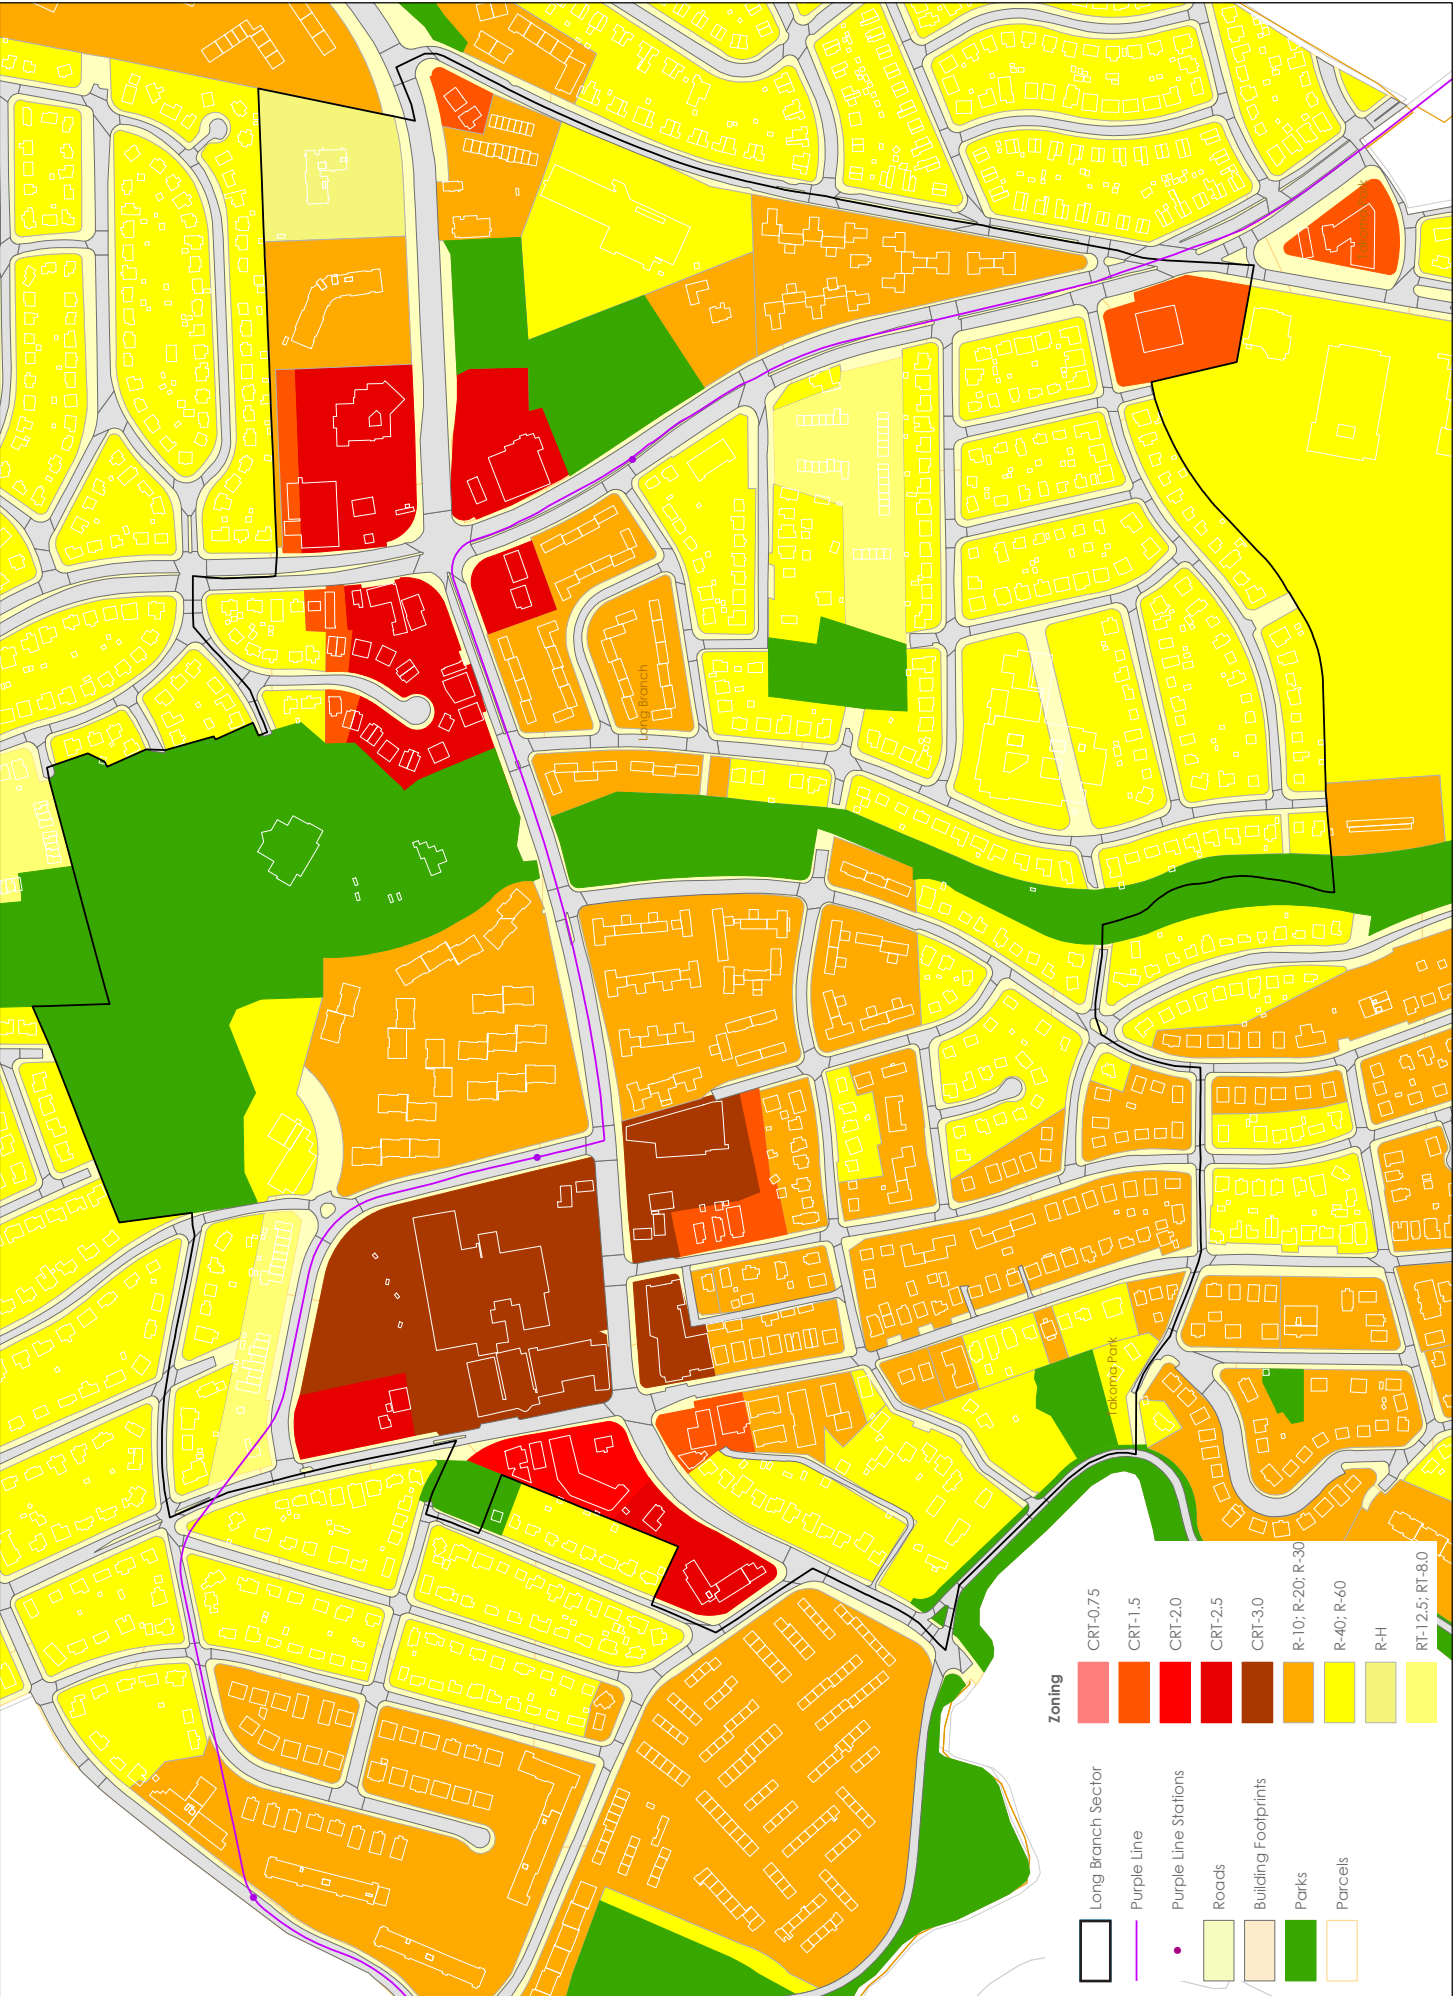 Long Branch
Takoma Park
Takoma Park
Zoning
CRT-0.75
CRT-1.5
CRT-2.0
CRT-2.5
CRT-3.0
R-10; R-20; R-30
R-40; R-60
R-H
RT-12.5; RT-8.0
Long Branch Sector
Purple Line
Purple Line Stations
Roads
Building Footprints
Parks
Parcels